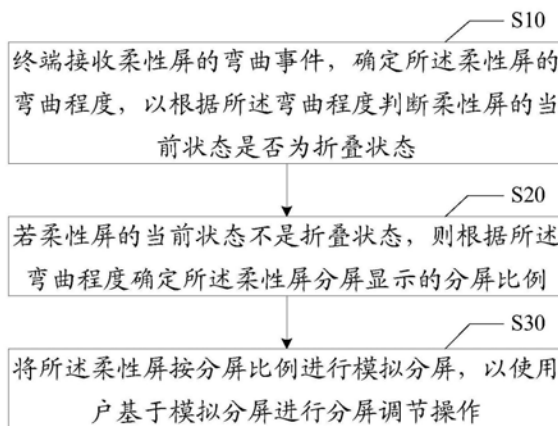 S10
终端接收柔性屏的弯曲事件，确定所述柔性屏的
弯曲程度，以根据所述弯曲程度判断柔性屏的当
前状态是否为折叠状态
S20
若柔性屏的当前状态不是折叠状态，则根据所述
弯曲程度确定所述柔性屏分屏显示的分屏比例
S30
将所述柔性屏按分屏比例进行模拟分屏，以使用
户基于模拟分屏进行分屏调节操作